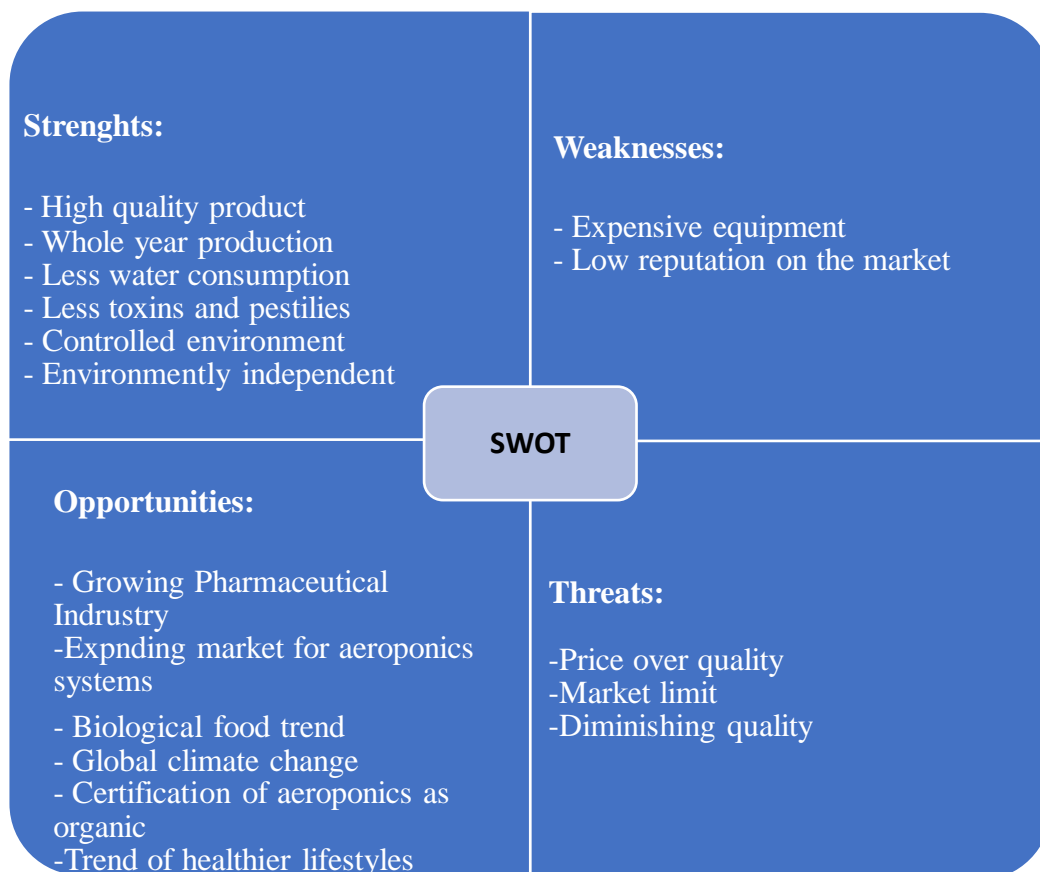 Strenghts:
- High quality product
- Whole year production
- Less water consumption
- Less toxins and pestilies
- Controlled environment
- Environmently independent
Weaknesses:
- Expensive equipment
- Low reputation on the market
SWOT
Opportunities:
- Growing Pharmaceutical
Indrustry
-Expnding market for aeroponics
systems
- Biological food trend
- Global climate change
- Certification of aeroponics as
organic
-Trend of healthier lifestyles
Threats:
-Price over quality
-Market limit
-Diminishing quality